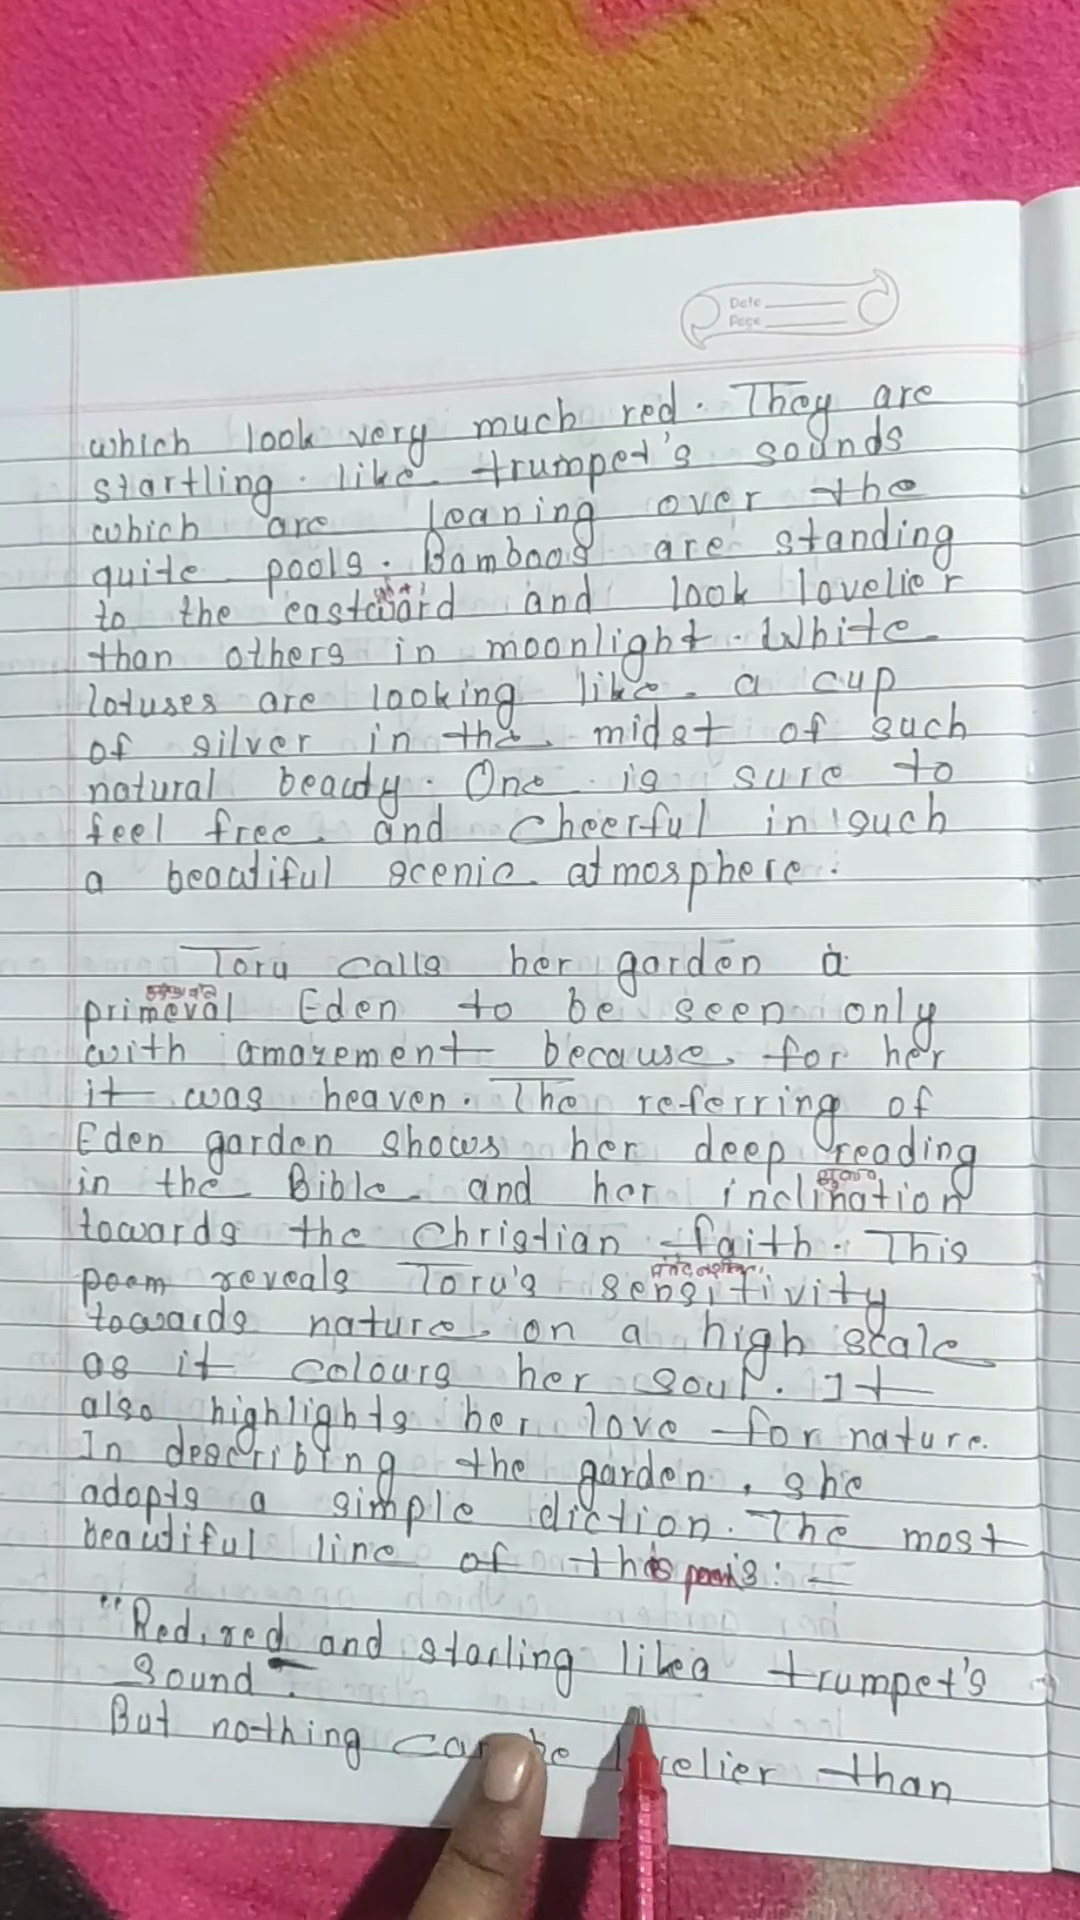 Date
Page
which look very much red. They are
startling like trumpet's sounds
which are leaning over the
quite pools. Bamboos are standing
to the eastward and look lovelier
than others in moonlight. White
lotuses are looking like a cup
of silver in the midst of such
natural beauty. One is sure to
feel free and cheerful in such
a beautiful scenic atmosphere.
Toru calls her garden a
primeval Eden to be seen only
with amazement because for her
it was heaven. The referring of
Eden garden shows her deep reading
in the Bible and her inclination
झुकाव
towards the Christian faith. This
poem reveals Toru's sensitivity
towards nature on a high scale
as it colours her soul. It
also highlights her love for nature.
In describing the garden, she
adopts a simple diction. The most
beautiful line of this poem is: -
"Red, red and starling like a trumpet's
sound.
But nothing can be lovelier than